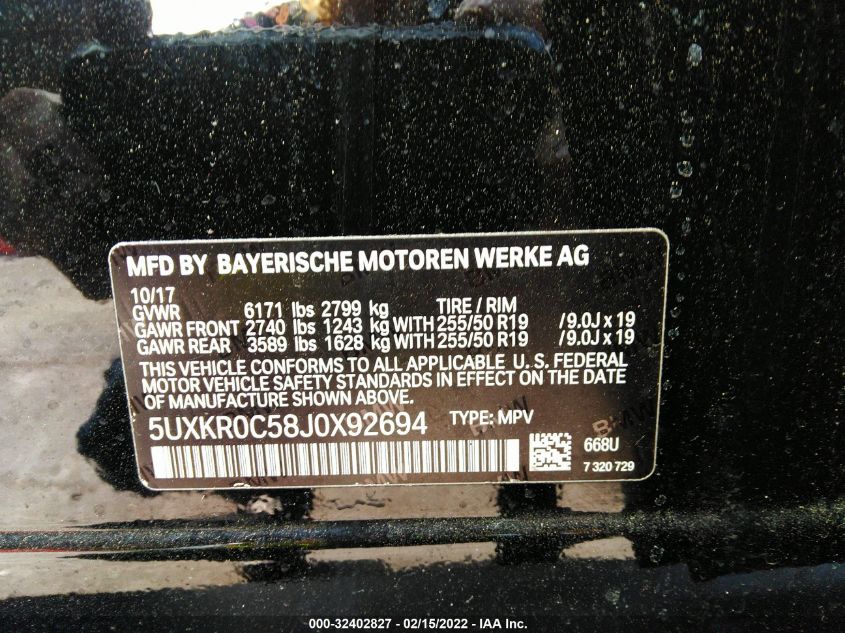 MFD BY BAYERISCHE MOTOREN WERKE AG
10/17
GVWR 6171 lbs 2799 kg TIRE / RIM
GAWR FRONT 2740 lbs 1243 kg WITH 255/50 R19 /9.0J x 19
GAWR REAR 3589 lbs 1628 kg WITH 255/50 R19 /9.0J x 19
THIS VEHICLE CONFORMS TO ALL APPLICABLE U. S. FEDERAL
MOTOR VEHICLE SAFETY STANDARDS IN EFFECT ON THE DATE
OF MANUFACTURE SHOWN ABOVE.
5UXKR0C58J0X92694 TYPE: MPV
668U
7 320 729
000-32402827 - 02/15/2022 - IAA Inc.